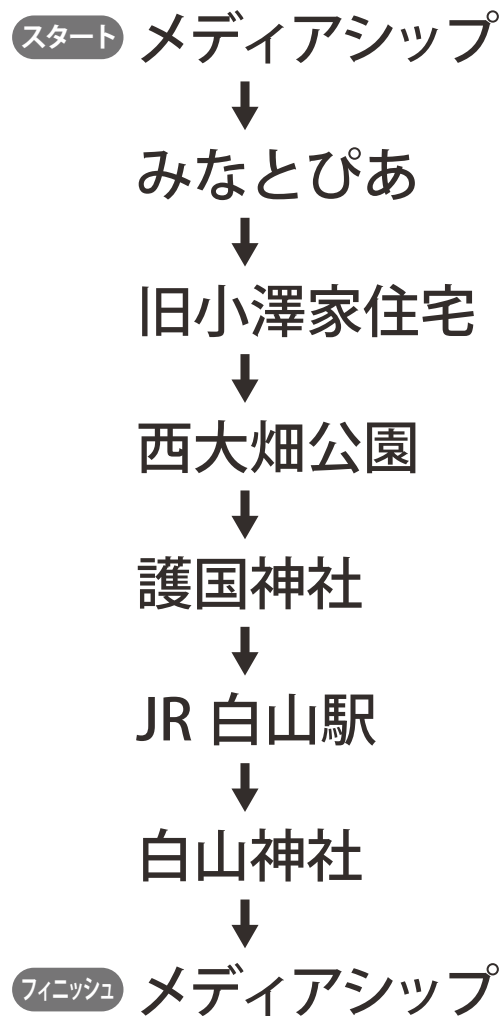 スタート メディアシップ
みなとぴあ
旧小澤家住宅
西大畑公園
護国神社
JR 白山駅
白山神社
フィニッシュ メディアシップ